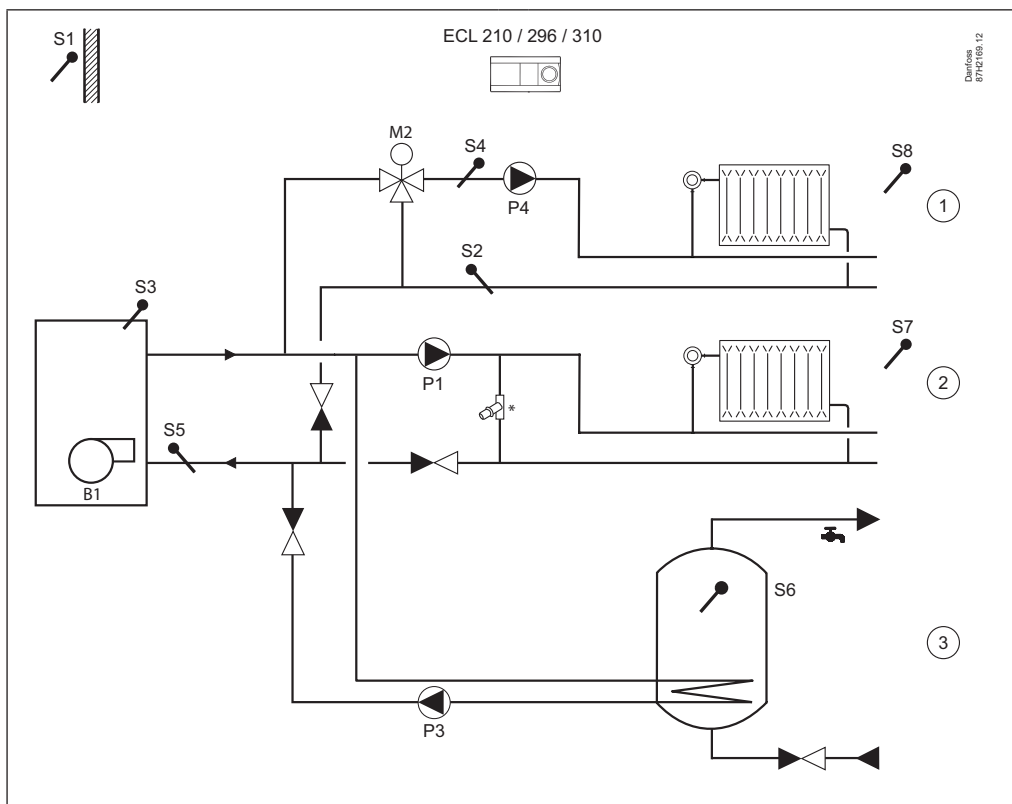 S1
ECL 210 / 296 / 310
Danfoss
87H2169.12
M2
S4
S8
P4
1
S2
S3
S7
P1
2
*
S5
B1
S6
3
P3